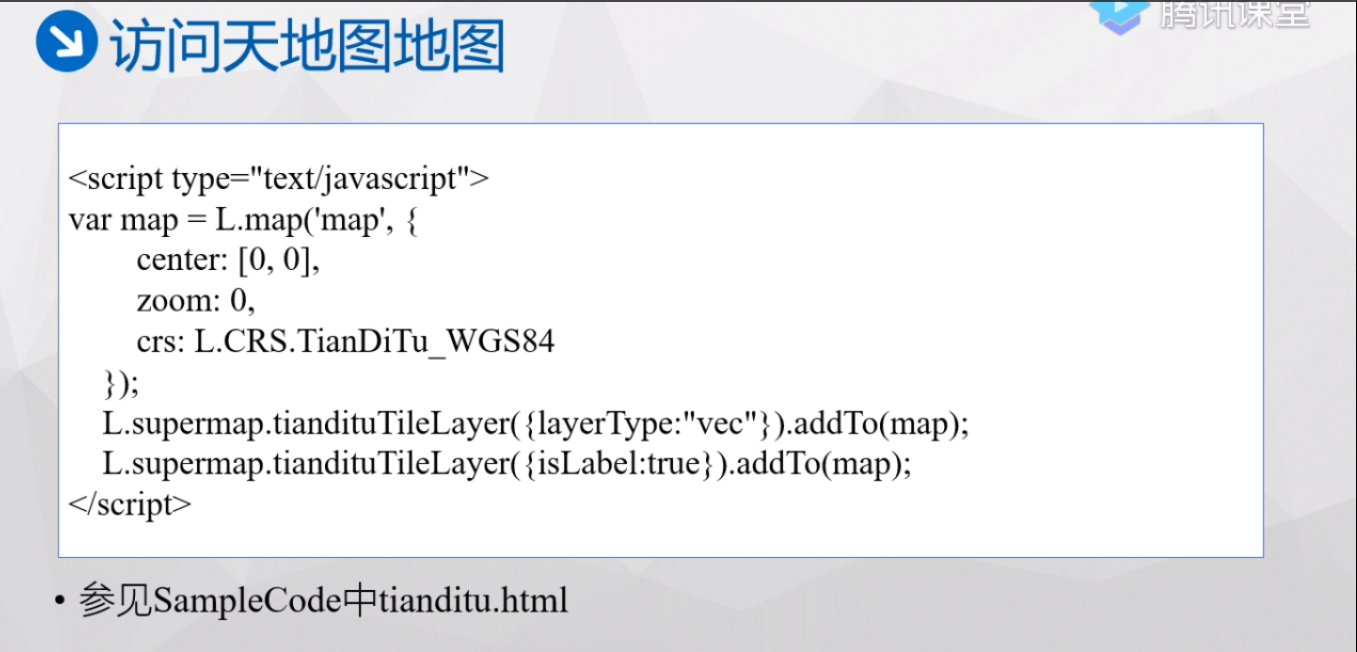 腾讯课堂
访问天地图地图
<script type="text/javascript">
var map = L.map('map', {
center: [0, 0],
zoom: 0,
crs: L.CRS.TianDiTu_WGS84
});
L.supermap.tiandituTileLayer({layerType:"vec"}).addTo(map);
L.supermap.tiandituTileLayer({isLabel:true}).addTo(map);
</script>
• 参见SampleCode中tianditu.html